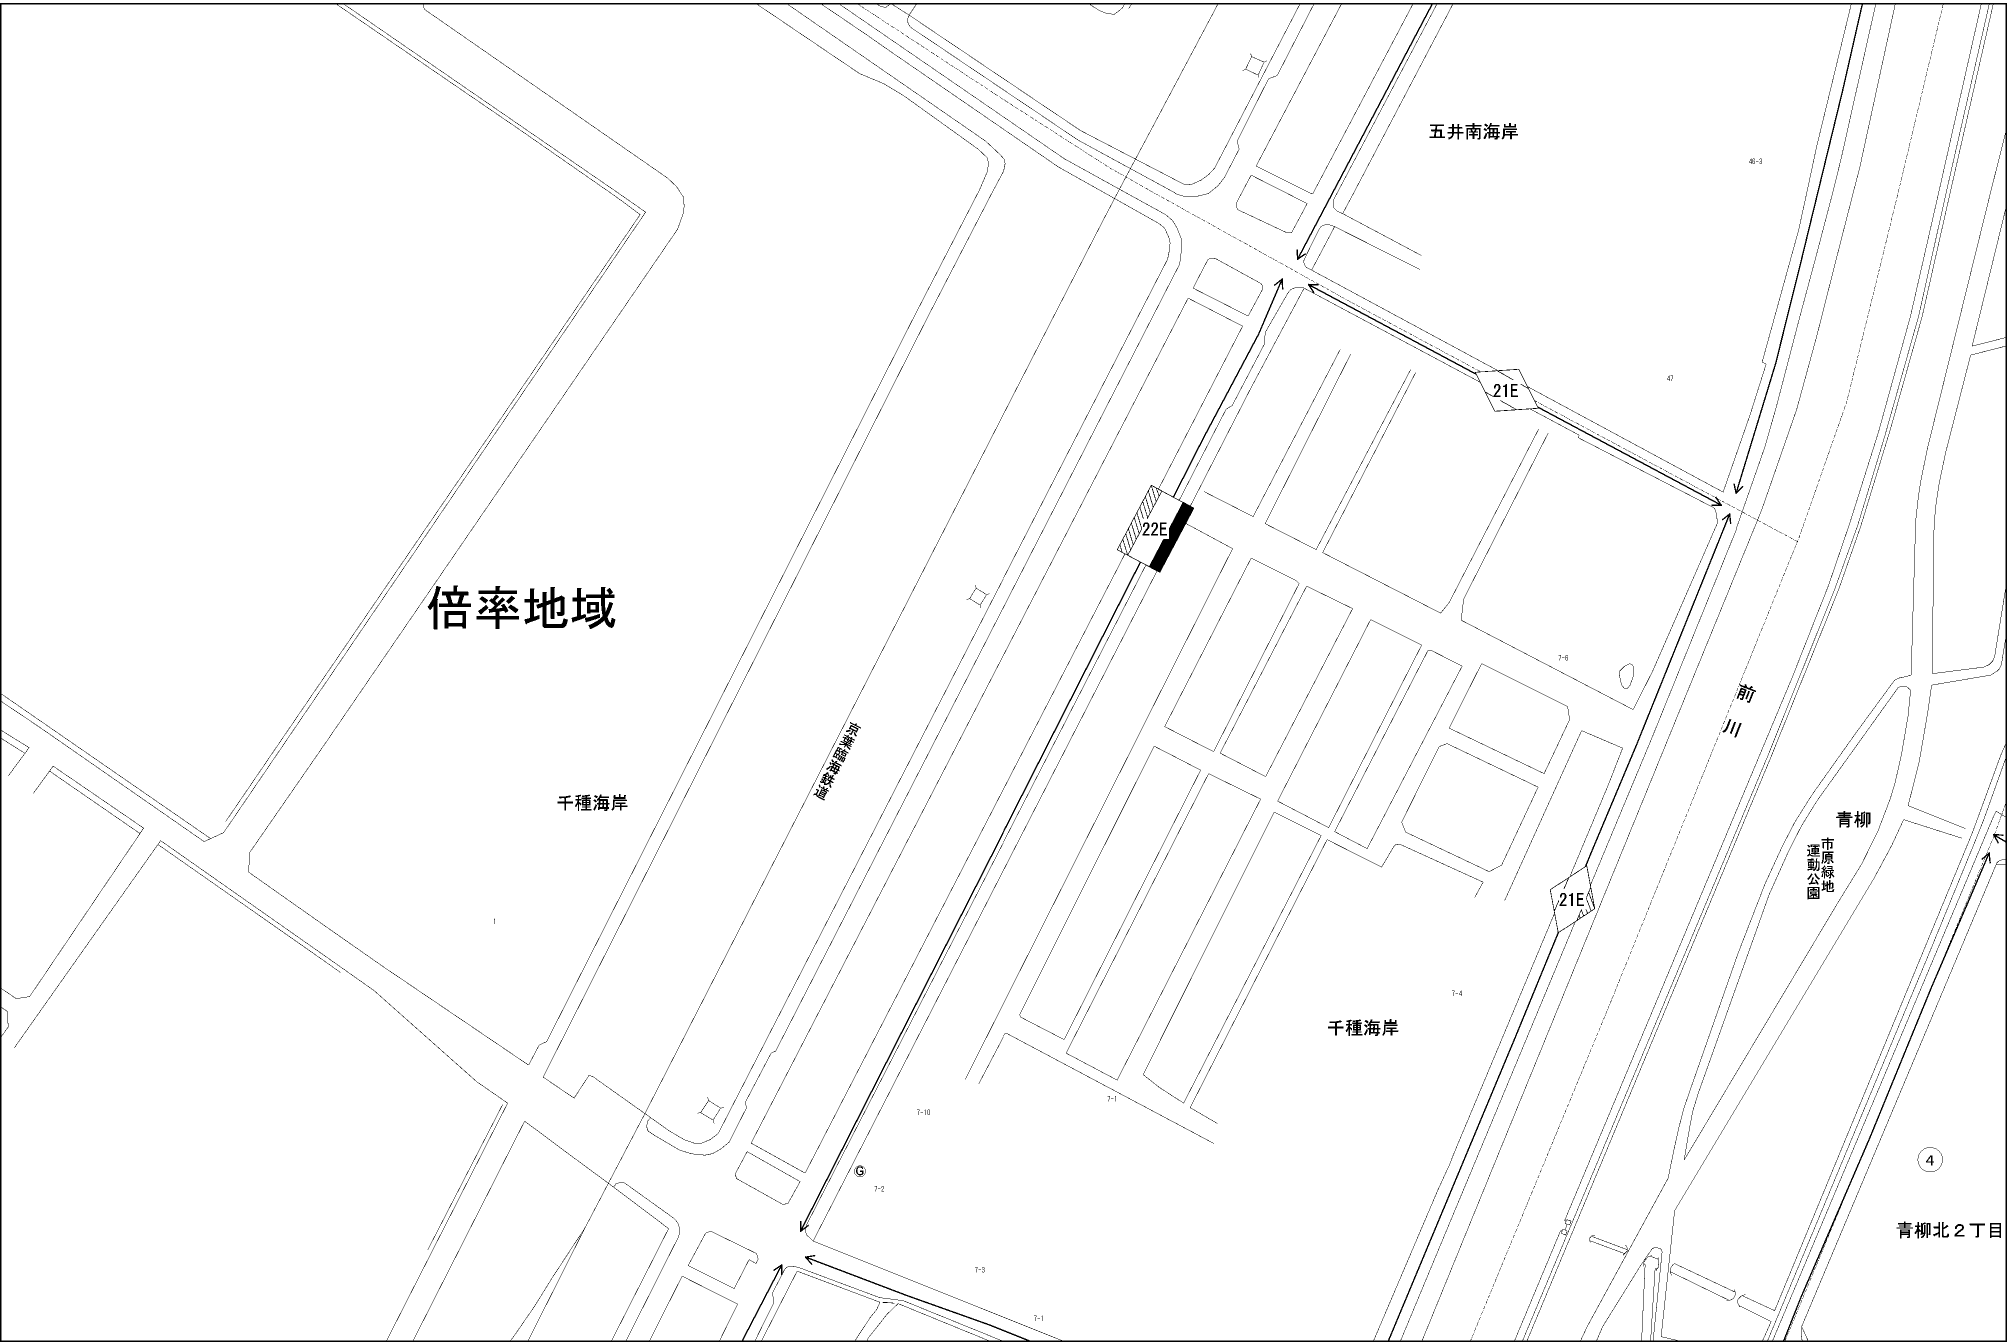 五井南海岸
46-3
47
21E
22E
倍率地域
7-6
前川
京葉臨海鉄道
千種海岸
青柳
市原緑地
運動公園
21E
1
7-4
千種海岸
7-1
7-10
4
G
7-2
青柳北2丁目
7-3
7-1